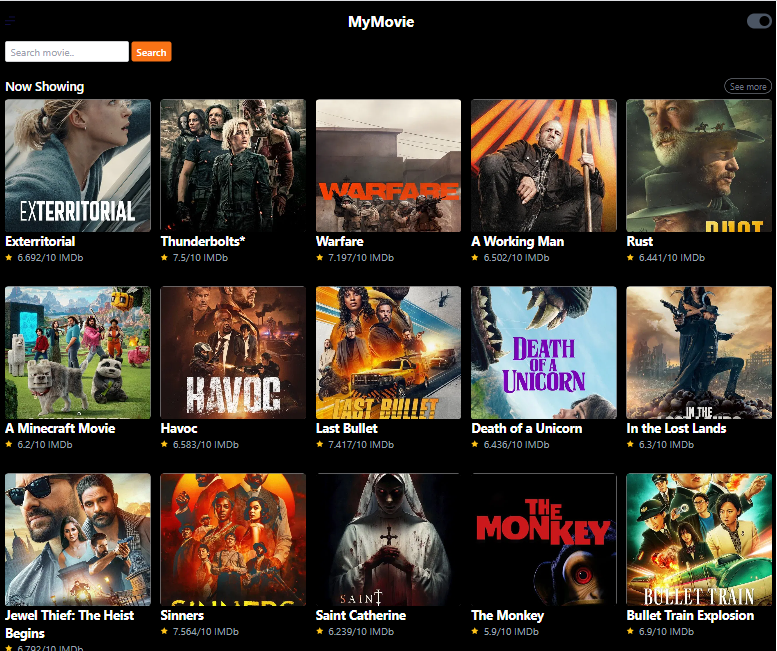 MyMovie
Search movie..
Search
Now Showing
See more
EXTERRITORIAL
WARFARE
RUST
Exterritorial
Thunderbolts*
Warfare
A Working Man
Rust
6.692/10 IMDb
7.5/10 IMDb
7.197/10 IMDb
6.502/10 IMDb
6.441/10 IMDb
HAVOC
LAST BULLET
DEATH
OF A
UNICORN
IN THE
A Minecraft Movie
Havoc
Last Bullet
Death of a Unicorn
In the Lost Lands
6.2/10 IMDb
6.583/10 IMDb
7.417/10 IMDb
6.436/10 IMDb
6.3/10 IMDb
SINNERS
SAINT
THE
MONKEY
BULLET TRAIN
Jewel Thief: The Heist
Begins
Sinners
Saint Catherine
The Monkey
Bullet Train Explosion
6.792/10 IMDb
7.564/10 IMDb
6.239/10 IMDb
5.9/10 IMDb
6.9/10 IMDb